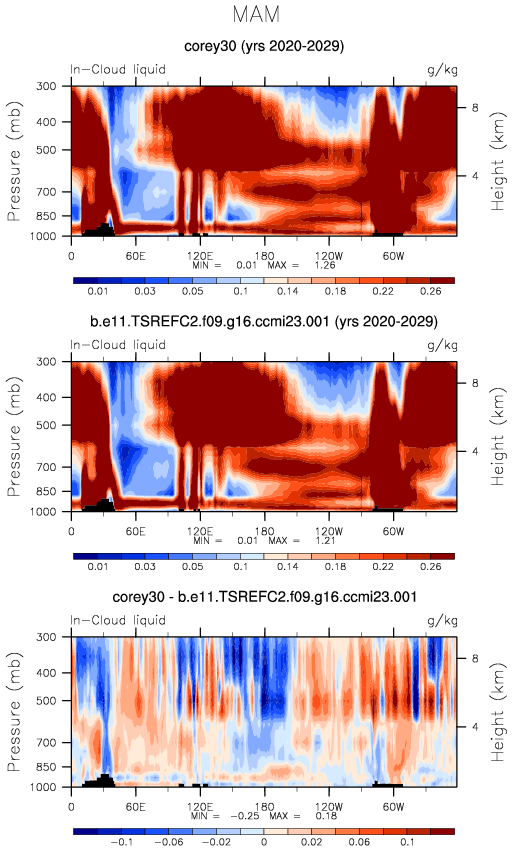 MAM
corey30 (yrs 2020-2029)
In-Cloud liquid g/kg
300
400
500
700
850
1000
Pressure (mb)
8
4
Height (km)
0 60E 120E 180 120W 60W
MIN = 0.01 MAX = 1.26
0.01 0.03 0.05 0.08 0.1 0.14 0.18 0.22 0.26
b.e11.TSREFC2.f09.g16.ccmi23.001 (yrs 2020-2029)
In-Cloud liquid g/kg
300
400
500
700
850
1000
Pressure (mb)
8
4
Height (km)
0 60E 120E 180 120W 60W
MIN = 0.01 MAX = 1.21
0.01 0.03 0.05 0.08 0.1 0.14 0.18 0.22 0.26
corey30 - b.e11.TSREFC2.f09.g16.ccmi23.001
In-Cloud liquid g/kg
300
400
500
700
850
1000
Pressure (mb)
8
4
Height (km)
0 60E 120E 180 120W 60W
MIN = -0.25 MAX = 0.18
-0.1 -0.06 -0.02 0 0.02 0.06 0.1